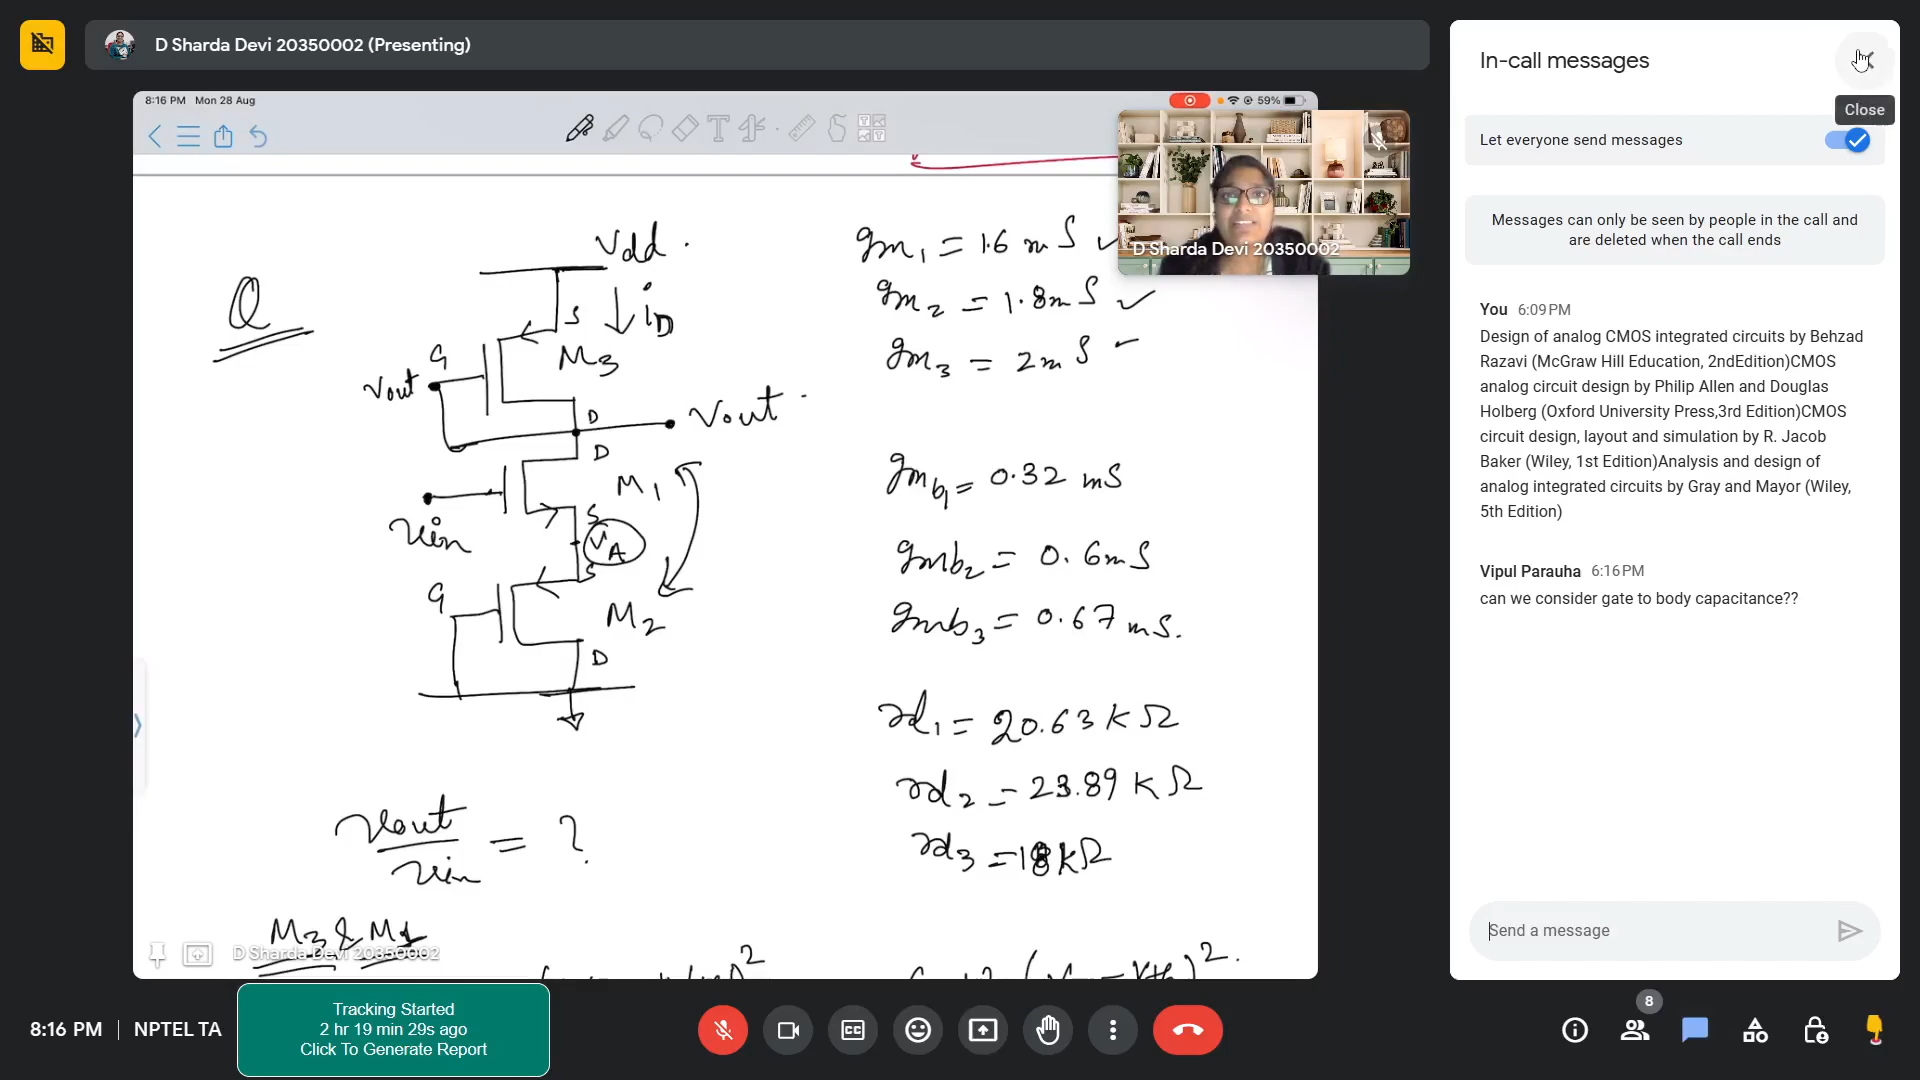 D Sharda Devi 20350002 (Presenting)
8:16 PM Mon 28 Aug
59%
Q
Vdd
iD
S
G
M3
Vout
D
Vout
D
M1
Vin
S
VA
S
G
M2
D
Vout
Vin
= ?
M3 & M1
gm1 = 1.6 mS ✓
gm2 = 1.8mS ✓
gm3 = 2mS ✓
gmb1 = 0.32 mS
gmb2 = 0.6mS
gmb3 = 0.67 mS.
rd1 = 20.63 KΩ
rd2 = 23.89 KΩ
rd3 = 18kΩ
D Sharda Devi 20350002
D Sharda Devi 20350002
In-call messages
Close
Let everyone send messages
Messages can only be seen by people in the call and
are deleted when the call ends
You 6:09 PM
Design of analog CMOS integrated circuits by Behzad
Razavi (McGraw Hill Education, 2ndEdition)CMOS
analog circuit design by Philip Allen and Douglas
Holberg (Oxford University Press,3rd Edition)CMOS
circuit design, layout and simulation by R. Jacob
Baker (Wiley, 1st Edition)Analysis and design of
analog integrated circuits by Gray and Mayor (Wiley,
5th Edition)
Vipul Parauha 6:16 PM
can we consider gate to body capacitance??
Send a message
8:16 PM | NPTEL TA
Tracking Started
2 hr 19 min 29s ago
Click To Generate Report
8